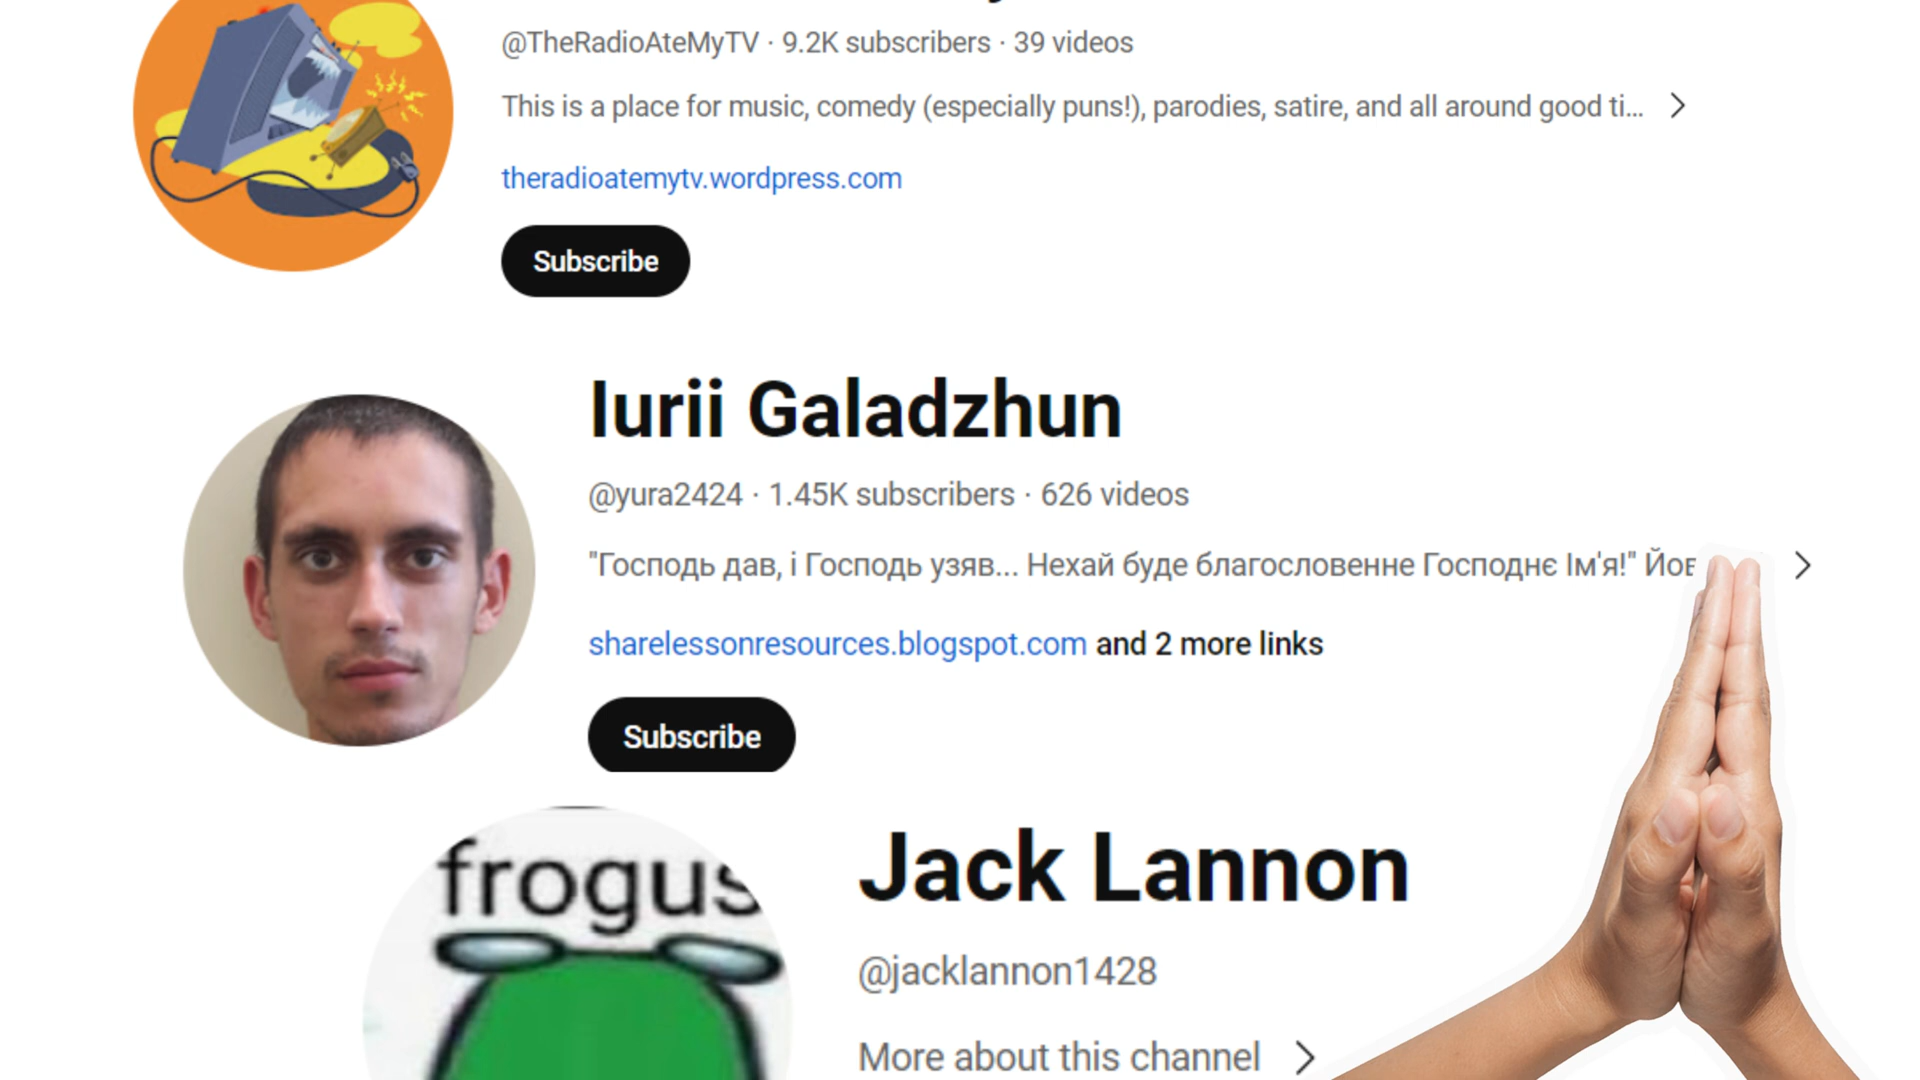 @TheRadioAteMyTV · 9.2K subscribers · 39 videos
This is a place for music, comedy (especially puns!), parodies, satire, and all around good ti...
theradioatemytv.wordpress.com
Subscribe
Iurii Galadzhun
@yura2424 · 1.45K subscribers · 626 videos
"Господь дав, і Господь узяв... Нехай буде благословенне Господнє Ім'я!"
sharelessonresources.blogspot.com and 2 more links
Subscribe
frogus
Jack Lannon
@jacklannon1428
More about this channel